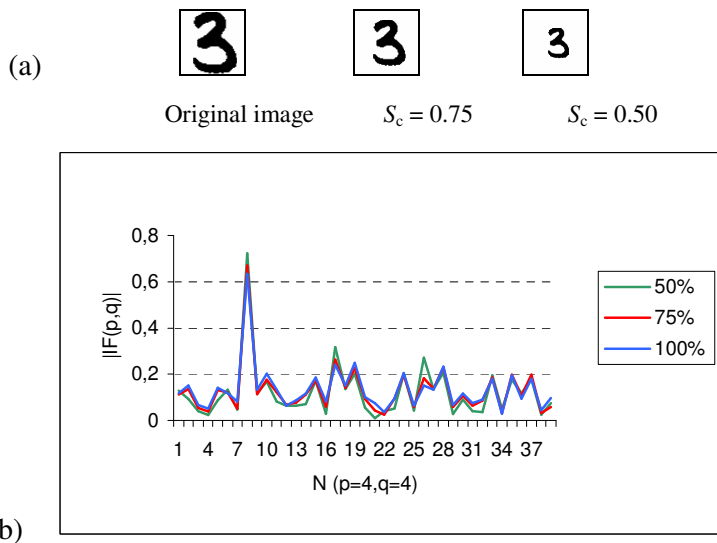 3 3 3
(a)
Original image S_c = 0.75 S_c = 0.50
0,8
0,6
0,4
0,2
0
|IF(p,q)|
1 4 7 10 13 16 19 22 25 28 31 34 37
N (p=4,q=4)
50%
75%
100%
b)